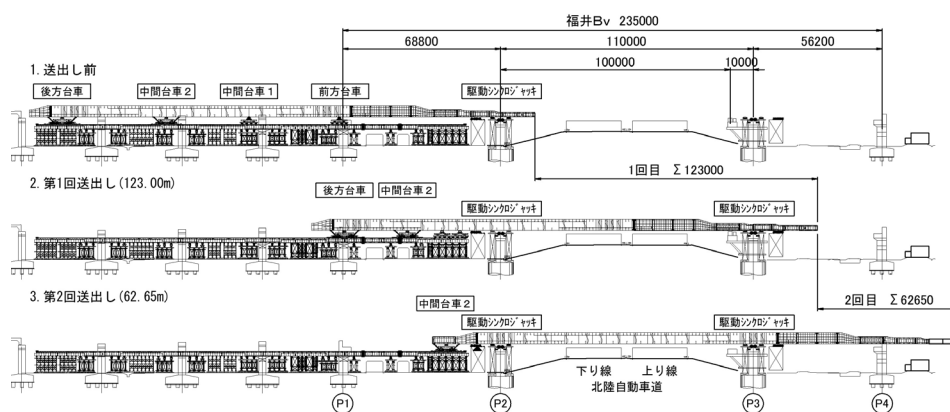 福井Bv 235000
68800 110000 56200
100000 10000
1. 送出し前
後方台車 中間台車2 中間台車1 前方台車 駆動シンクロジャッキ
1回目 Σ123000
2. 第1回送出し(123.00m)
後方台車 中間台車2 駆動シンクロジャッキ 駆動シンクロジャッキ
3. 第2回送出し(62.65m)
2回目 Σ62650
中間台車2 駆動シンクロジャッキ 駆動シンクロジャッキ
下り線 上り線
北陸自動車道
P1 P2 P3 P4